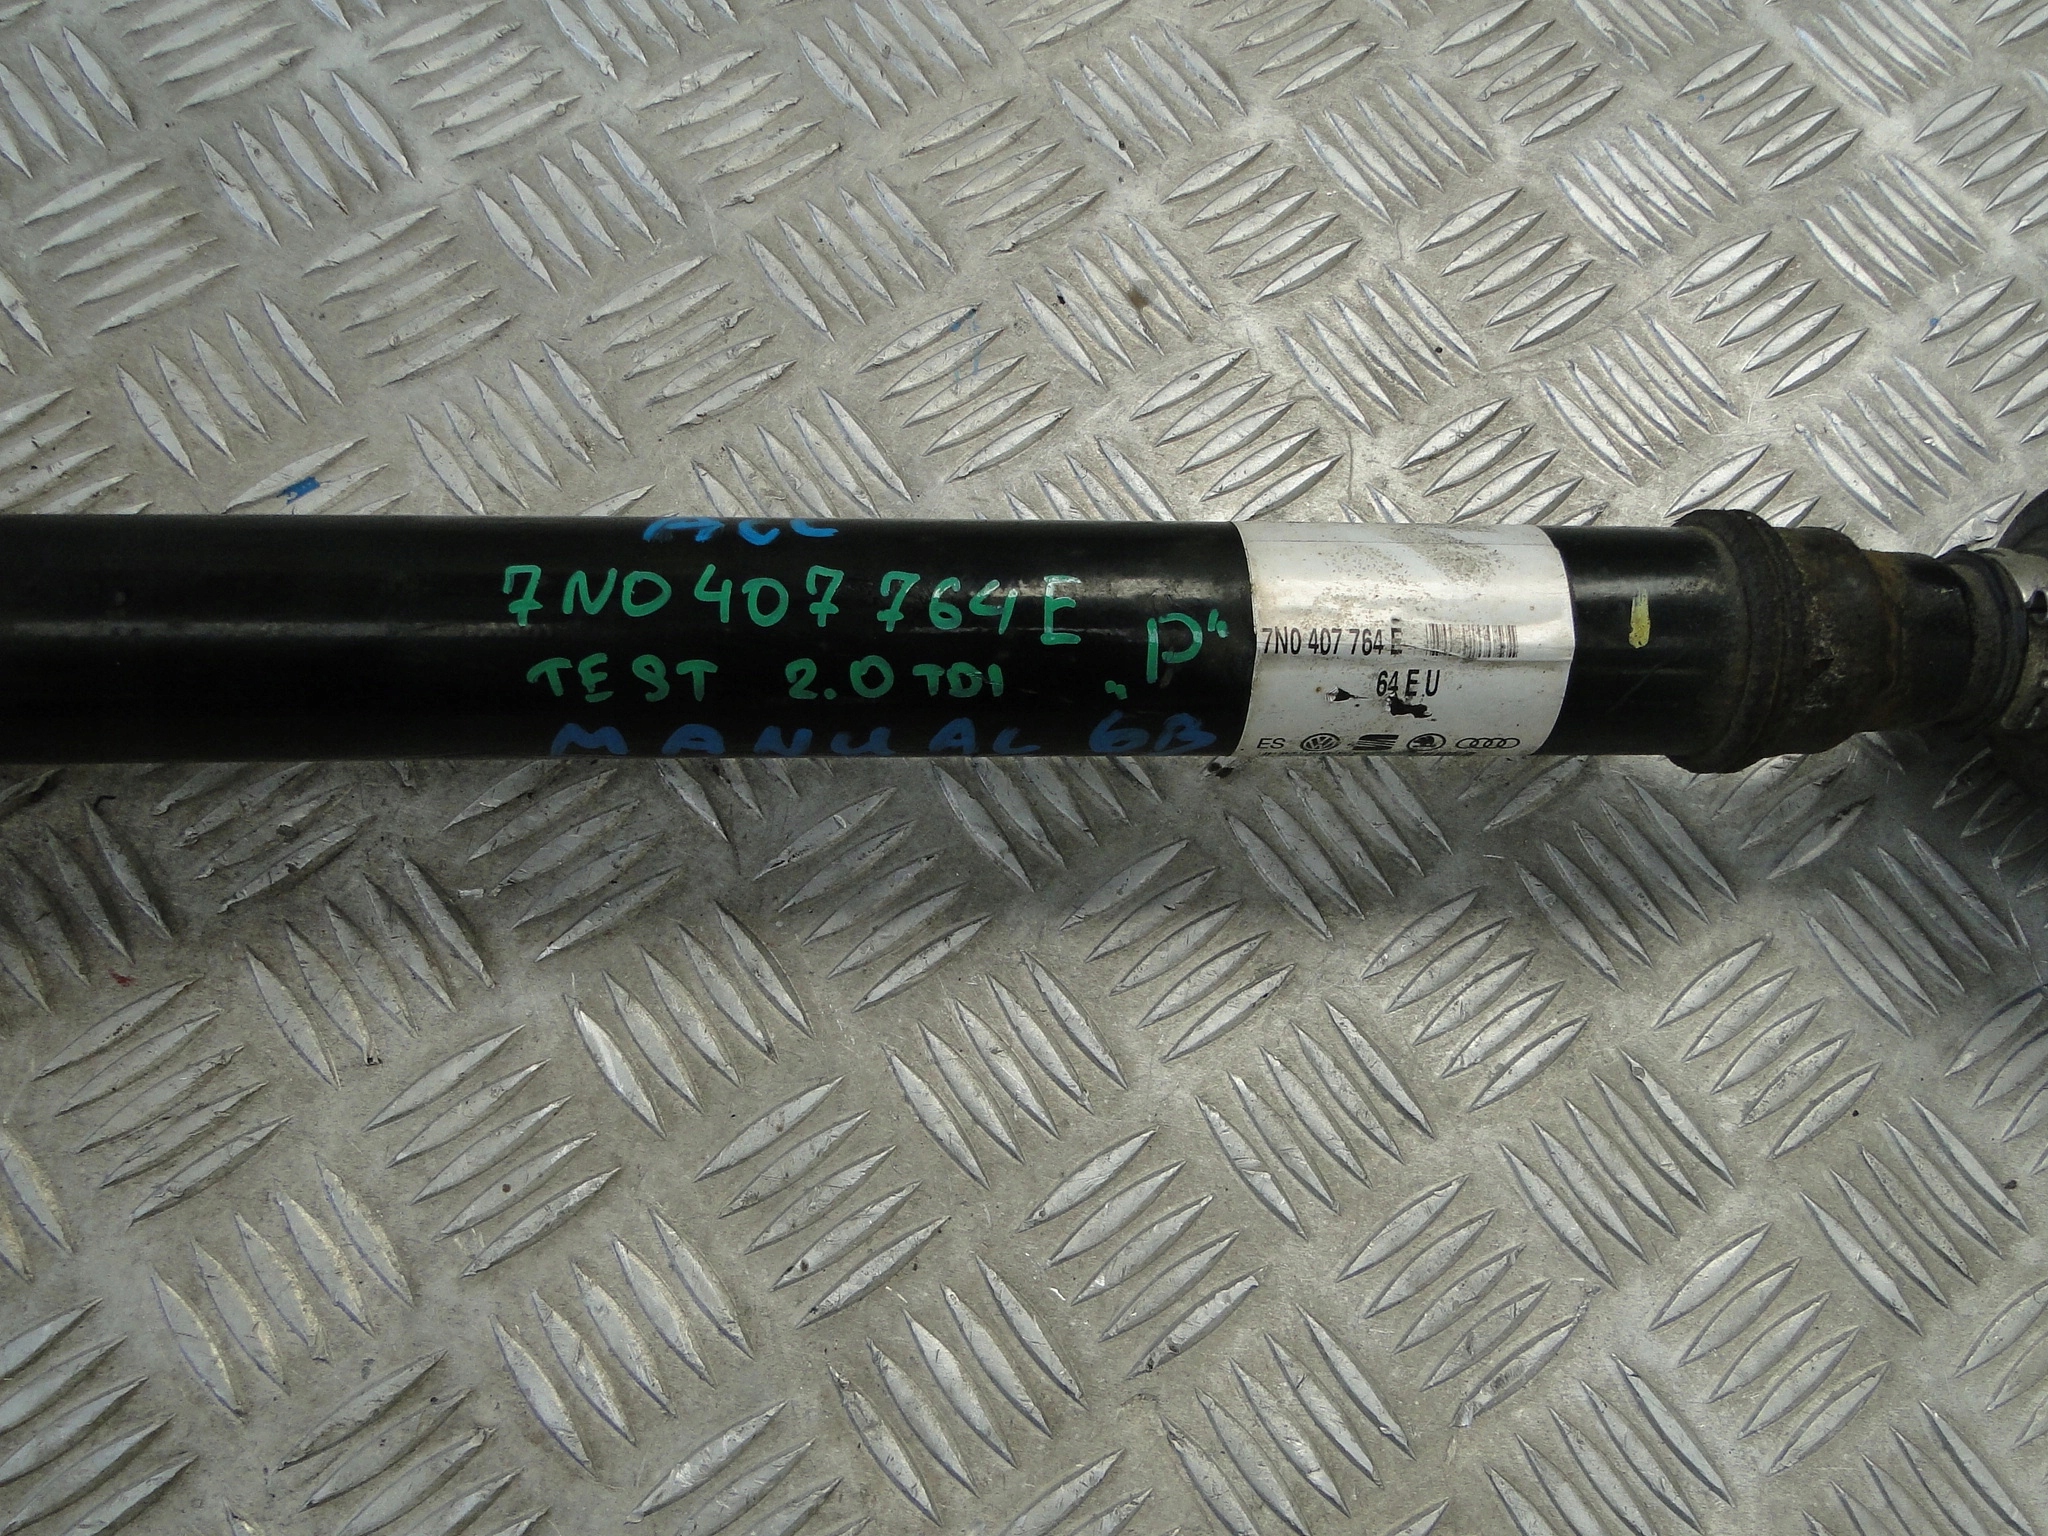 7N0 407 764 E
TEST 2.0 TDI "P"
MANUAL 6B
7N0 407 764 E
64 E U
ES